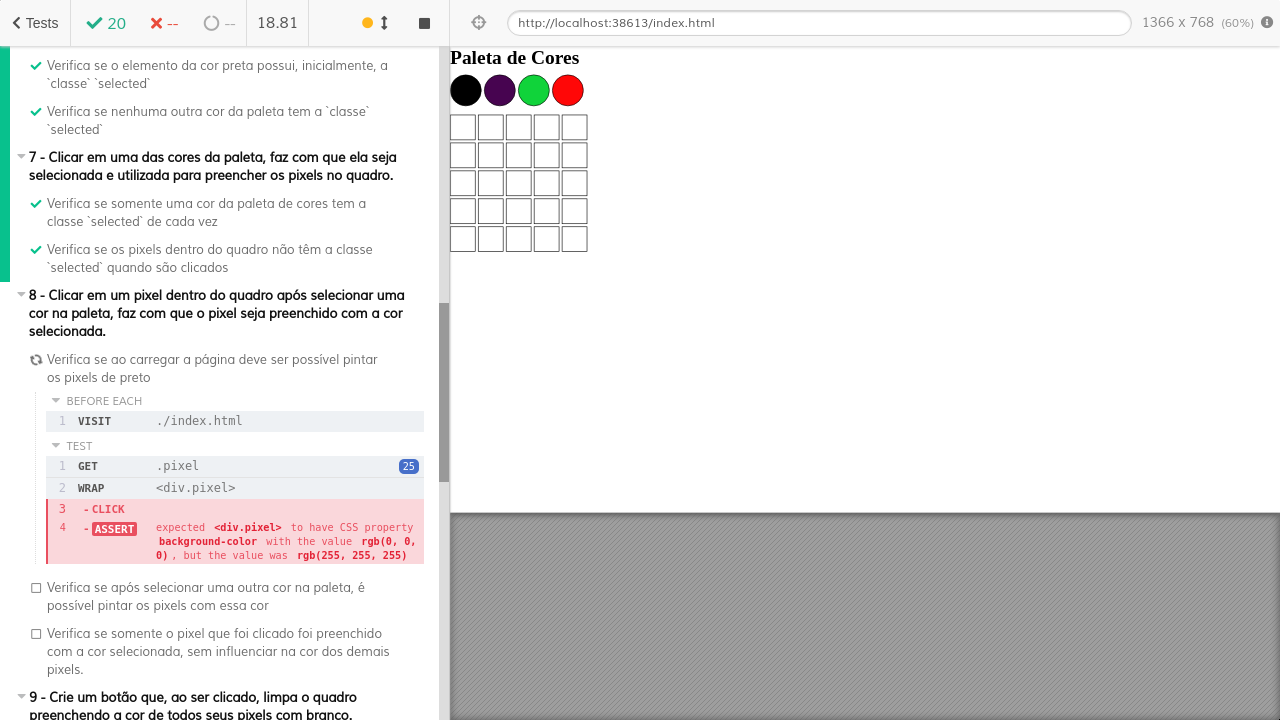 Tests 20 -- -- 18.81 http://localhost:38613/index.html 1366 x 768 (60%)
Verifica se o elemento da cor preta possui, inicialmente, a
`classe` `selected`
Verifica se nenhuma outra cor da paleta tem a `classe`
`selected`
7 - Clicar em uma das cores da paleta, faz com que ela seja
selecionada e utilizada para preencher os pixels no quadro.
Verifica se somente uma cor da paleta de cores tem a
classe `selected` de cada vez
Verifica se os pixels dentro do quadro não têm a classe
`selected` quando são clicados
8 - Clicar em um pixel dentro do quadro após selecionar uma
cor na paleta, faz com que o pixel seja preenchido com a cor
selecionada.
Verifica se ao carregar a página deve ser possível pintar
os pixels de preto
BEFORE EACH
1 VISIT ./index.html
TEST
1 GET .pixel 25
2 WRAP <div.pixel>
3 - CLICK
4 - ASSERT expected <div.pixel> to have CSS property
background-color with the value rgb(0, 0,
0) , but the value was rgb(255, 255, 255)
Verifica se após selecionar uma outra cor na paleta, é
possível pintar os pixels com essa cor
Verifica se somente o pixel que foi clicado foi preenchido
com a cor selecionada, sem influenciar na cor dos demais
pixels.
9 - Crie um botão que, ao ser clicado, limpa o quadro
preenchendo a cor de todos seus pixels com branco.
Paleta de Cores